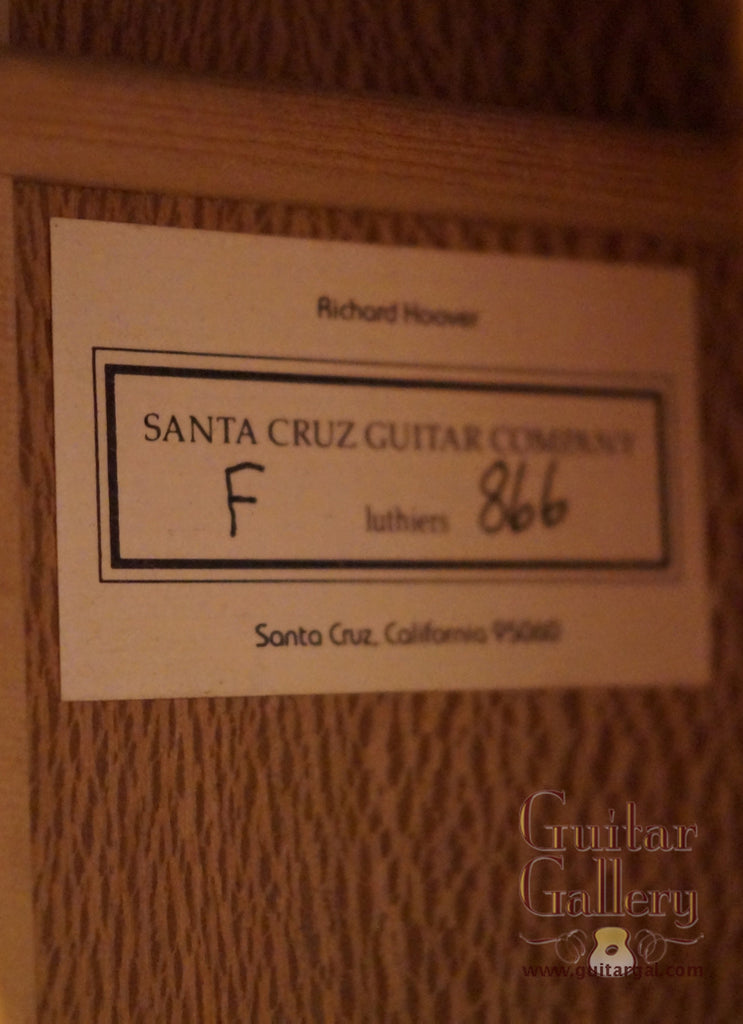 Richard Hoover
SANTA CRUZ GUITAR COMPANY
F luthiers 866
Santa Cruz, California 95060
Guitar
Gallery
www.guitargal.com